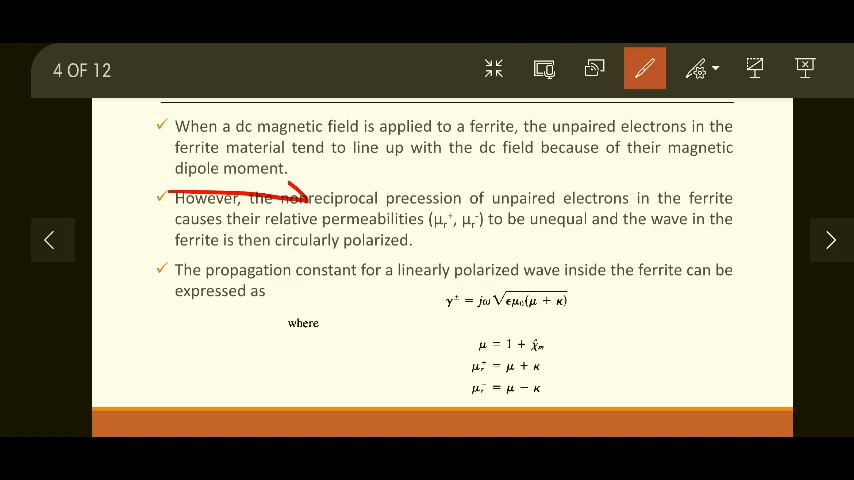 4 OF 12
✓ When a dc magnetic field is applied to a ferrite, the unpaired electrons in the
ferrite material tend to line up with the dc field because of their magnetic
dipole moment.
✓ However, the nonreciprocal precession of unpaired electrons in the ferrite
causes their relative permeabilities (μᵣ⁺, μᵣ⁻) to be unequal and the wave in the
ferrite is then circularly polarized.
✓ The propagation constant for a linearly polarized wave inside the ferrite can be
expressed as
γ± = jω√(εμ₀(μ + κ))
where
μ = 1 + χ̂ₘ
μᵣ⁺ = μ + κ
μᵣ⁻ = μ − κ